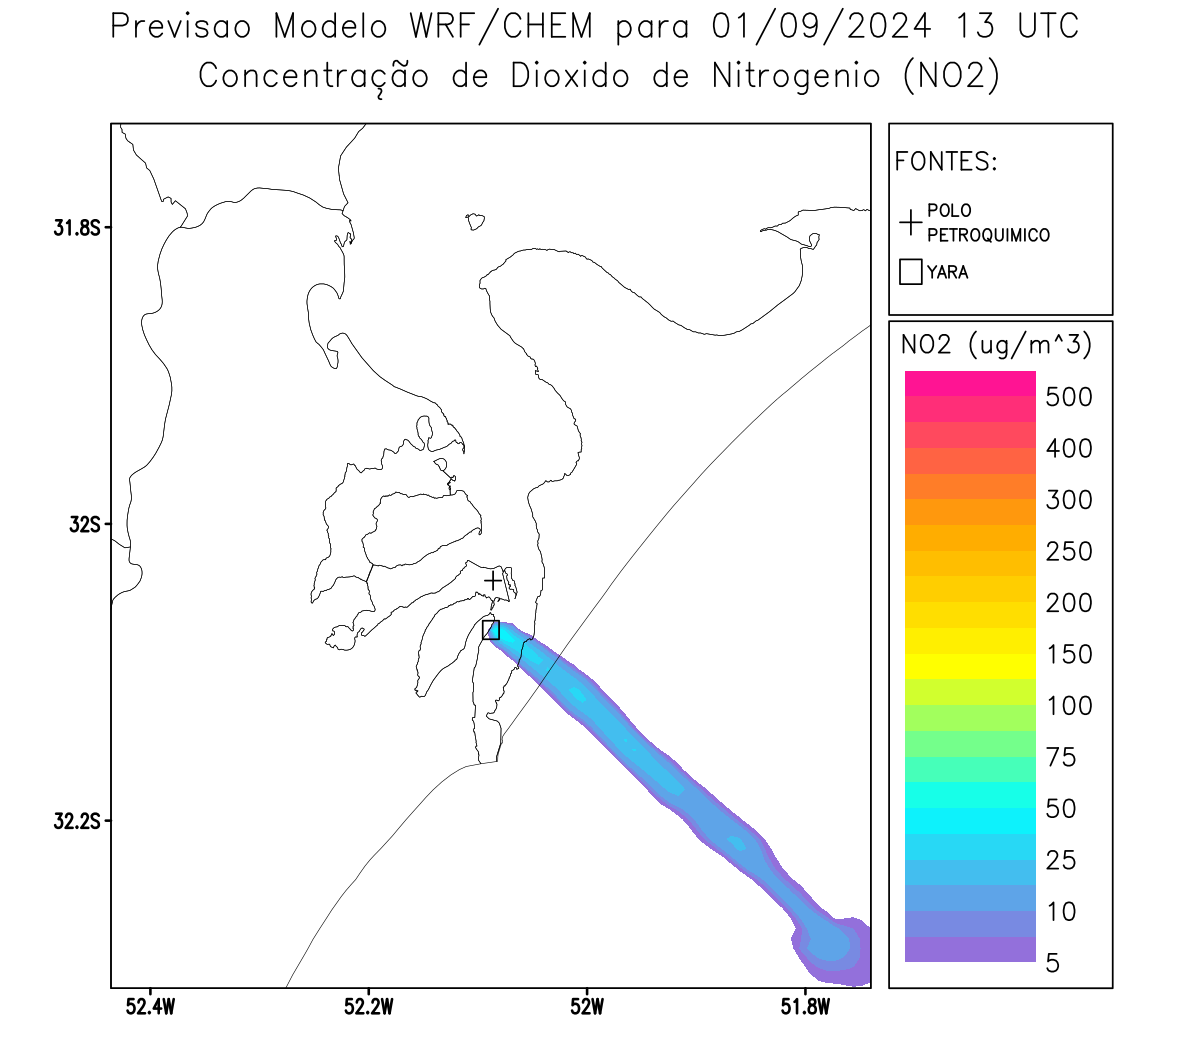 Previsao Modelo WRF/CHEM para 01/09/2024 13 UTC
Concentração de Dioxido de Nitrogenio (NO2)
FONTES:
POLO
PETROQUIMICO
YARA
NO2 (ug/m^3)
500
400
300
250
200
150
100
75
50
25
10
5
31.8S
32S
32.2S
52.4W
52.2W
52W
51.8W